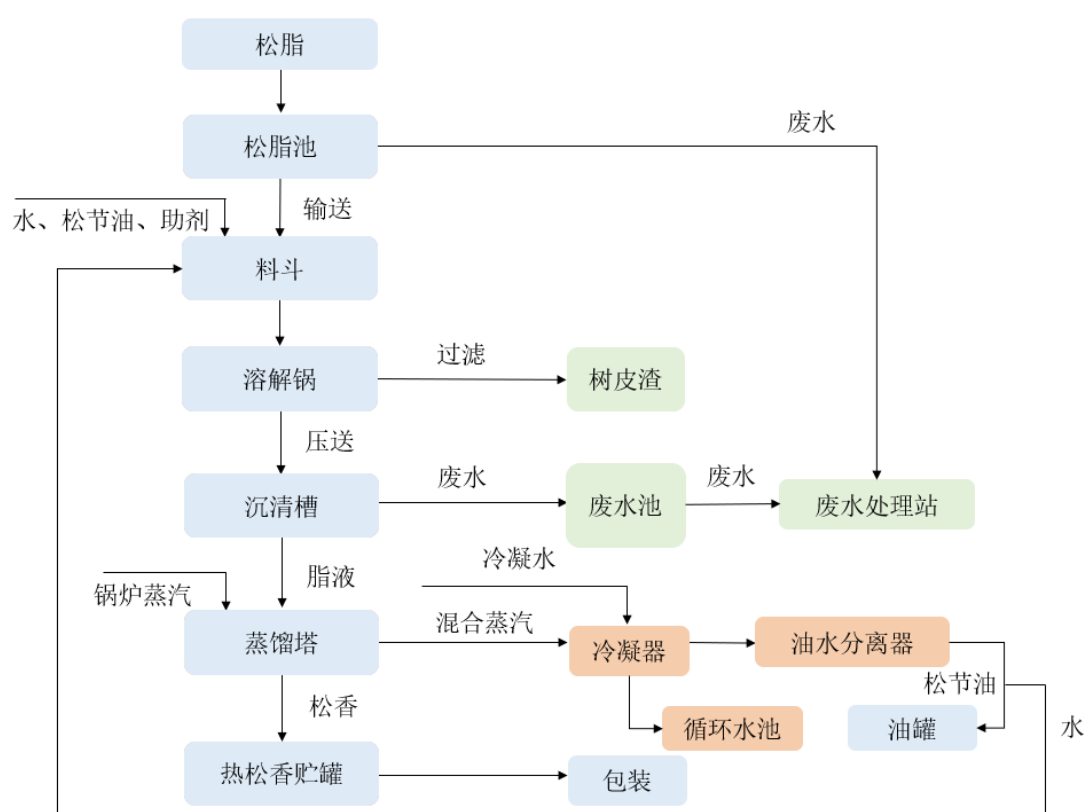 松脂
废水
松脂池
输送
水、松节油、助剂
料斗
过滤
溶解锅
树皮渣
压送
废水
废水
沉清槽
废水池
废水处理站
冷凝水
脂液
锅炉蒸汽
混合蒸汽
蒸馏塔
冷凝器
油水分离器
松节油
松香
循环水池
油罐
水
热松香贮罐
包装